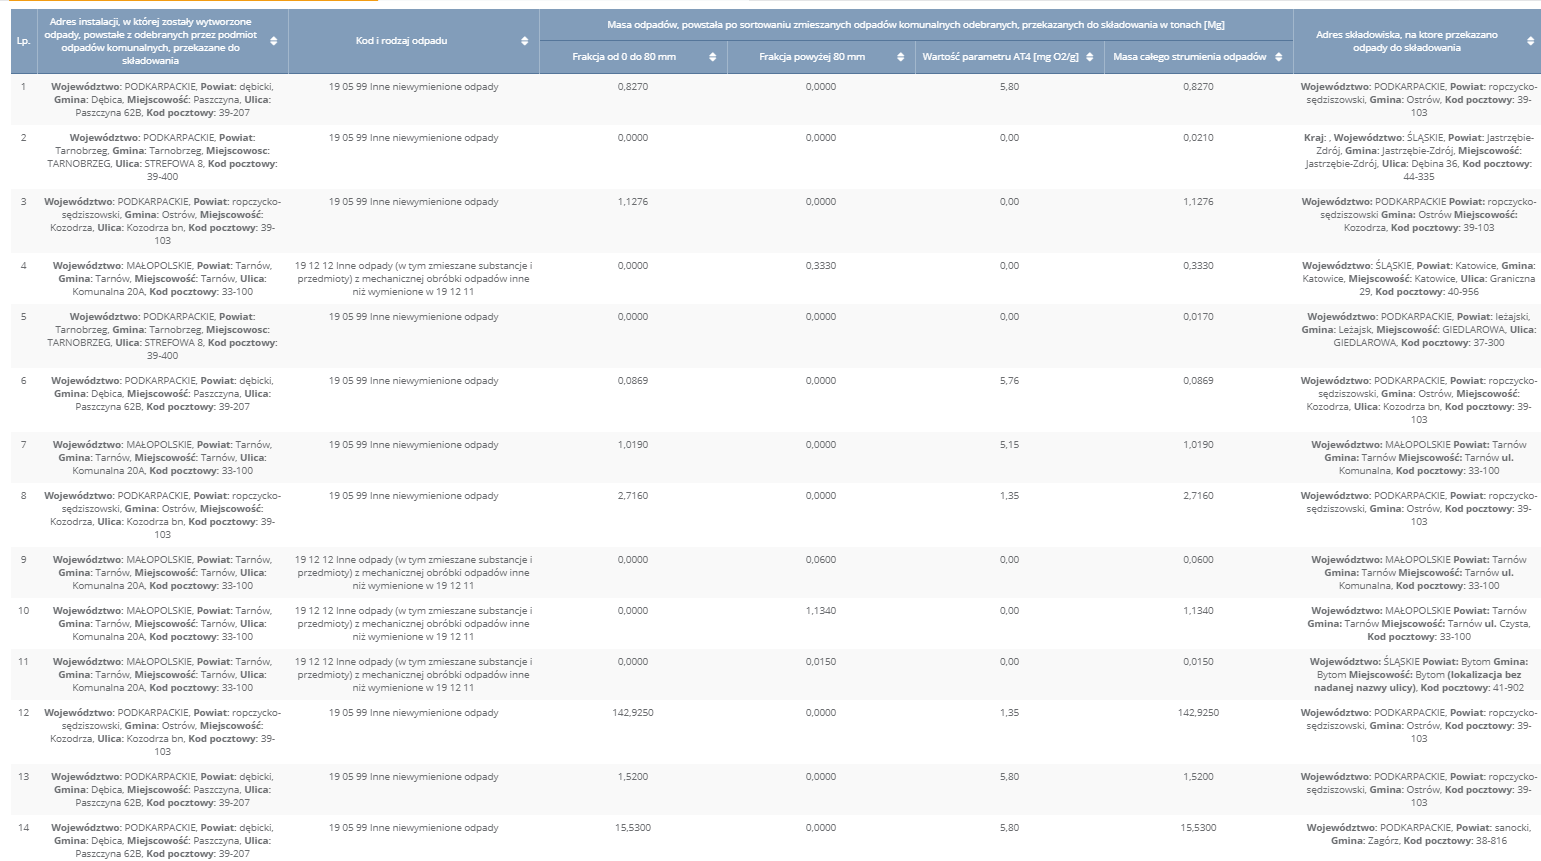 Lp.
Adres instalacji, w której zostały wytworzone
odpady, powstałe z odebranych przez podmiot
odpadów komunalnych, przekazane do
składowania
Kod i rodzaj odpadu
Masa odpadów, powstała po sortowaniu zmieszanych odpadów komunalnych odebranych, przekazanych do składowania w tonach [Mg]
Frakcja od 0 do 80 mm
Frakcja powyżej 80 mm
Wartość parametru AT4 [mg O2/g]
Masa całego strumienia odpadów
Adres składowiska, na ktore przekazano
odpady do składowania
1
Województwo: PODKARPACKIE, Powiat: dębicki,
Gmina: Dębica, Miejscowość: Paszczyna, Ulica:
Paszczyna 62B, Kod pocztowy: 39-207
19 05 99 Inne niewymienione odpady
0,8270
0,0000
5,80
0,8270
Województwo: PODKARPACKIE, Powiat: ropczycko-
sędziszowski, Gmina: Ostrów, Kod pocztowy: 39-
103
2
Województwo: PODKARPACKIE, Powiat:
Tarnobrzeg, Gmina: Tarnobrzeg, Miejscowosc:
TARNOBRZEG, Ulica: STREFOWA 8, Kod pocztowy:
39-400
19 05 99 Inne niewymienione odpady
0,0000
0,0000
0,00
0,0210
Kraj: , Województwo: ŚLĄSKIE, Powiat: Jastrzębie-
Zdrój, Gmina: Jastrzębie-Zdrój, Miejscowość:
Jastrzębie-Zdrój, Ulica: Dębina 36, Kod pocztowy:
44-335
3
Województwo: PODKARPACKIE, Powiat: ropczycko-
sędziszowski, Gmina: Ostrów, Miejscowość:
Kozodrza, Ulica: Kozodrza bn, Kod pocztowy: 39-
103
19 05 99 Inne niewymienione odpady
1,1276
0,0000
0,00
1,1276
Województwo: PODKARPACKIE Powiat: ropczycko-
sędziszowski Gmina: Ostrów Miejscowość:
Kozodrza, Kod pocztowy: 39-103
4
Województwo: MAŁOPOLSKIE, Powiat: Tarnów,
Gmina: Tarnów, Miejscowość: Tarnów, Ulica:
Komunalna 20A, Kod pocztowy: 33-100
19 12 12 Inne odpady (w tym zmieszane substancje i
przedmioty) z mechanicznej obróbki odpadów inne
niż wymienione w 19 12 11
0,0000
0,3330
0,00
0,3330
Województwo: ŚLĄSKIE, Powiat: Katowice, Gmina:
Katowice, Miejscowość: Katowice, Ulica: Graniczna
29, Kod pocztowy: 40-956
5
Województwo: PODKARPACKIE, Powiat:
Tarnobrzeg, Gmina: Tarnobrzeg, Miejscowosc:
TARNOBRZEG, Ulica: STREFOWA 8, Kod pocztowy:
39-400
19 05 99 Inne niewymienione odpady
0,0000
0,0000
0,00
0,0170
Województwo: PODKARPACKIE, Powiat: leżajski,
Gmina: Leżajsk, Miejscowość: GIEDLAROWA, Ulica:
GIEDLAROWA, Kod pocztowy: 37-300
6
Województwo: PODKARPACKIE, Powiat: dębicki,
Gmina: Dębica, Miejscowość: Paszczyna, Ulica:
Paszczyna 62B, Kod pocztowy: 39-207
19 05 99 Inne niewymienione odpady
0,0869
0,0000
5,76
0,0869
Województwo: PODKARPACKIE, Powiat: ropczycko-
sędziszowski, Gmina: Ostrów, Miejscowość:
Kozodrza, Ulica: Kozodrza bn, Kod pocztowy: 39-
103
7
Województwo: MAŁOPOLSKIE, Powiat: Tarnów,
Gmina: Tarnów, Miejscowość: Tarnów, Ulica:
Komunalna 20A, Kod pocztowy: 33-100
19 05 99 Inne niewymienione odpady
1,0190
0,0000
5,15
1,0190
Województwo: MAŁOPOLSKIE Powiat: Tarnów
Gmina: Tarnów Miejscowość: Tarnów ul.
Komunalna, Kod pocztowy: 33-100
8
Województwo: PODKARPACKIE, Powiat: ropczycko-
sędziszowski, Gmina: Ostrów, Miejscowość:
Kozodrza, Ulica: Kozodrza bn, Kod pocztowy: 39-
103
19 05 99 Inne niewymienione odpady
2,7160
0,0000
1,35
2,7160
Województwo: PODKARPACKIE, Powiat: ropczycko-
sędziszowski, Gmina: Ostrów, Kod pocztowy: 39-
103
9
Województwo: MAŁOPOLSKIE, Powiat: Tarnów,
Gmina: Tarnów, Miejscowość: Tarnów, Ulica:
Komunalna 20A, Kod pocztowy: 33-100
19 12 12 Inne odpady (w tym zmieszane substancje i
przedmioty) z mechanicznej obróbki odpadów inne
niż wymienione w 19 12 11
0,0000
0,0600
0,00
0,0600
Województwo: MAŁOPOLSKIE Powiat: Tarnów
Gmina: Tarnów Miejscowość: Tarnów ul.
Komunalna, Kod pocztowy: 33-100
10
Województwo: MAŁOPOLSKIE, Powiat: Tarnów,
Gmina: Tarnów, Miejscowość: Tarnów, Ulica:
Komunalna 20A, Kod pocztowy: 33-100
19 12 12 Inne odpady (w tym zmieszane substancje i
przedmioty) z mechanicznej obróbki odpadów inne
niż wymienione w 19 12 11
0,0000
1,1340
0,00
1,1340
Województwo: MAŁOPOLSKIE Powiat: Tarnów
Gmina: Tarnów Miejscowość: Tarnów ul. Czysta,
Kod pocztowy: 33-100
11
Województwo: MAŁOPOLSKIE, Powiat: Tarnów,
Gmina: Tarnów, Miejscowość: Tarnów, Ulica:
Komunalna 20A, Kod pocztowy: 33-100
19 12 12 Inne odpady (w tym zmieszane substancje i
przedmioty) z mechanicznej obróbki odpadów inne
niż wymienione w 19 12 11
0,0000
0,0150
0,00
0,0150
Województwo: ŚLĄSKIE Powiat: Bytom Gmina:
Bytom Miejscowość: Bytom (lokalizacja bez
nadanej nazwy ulicy), Kod pocztowy: 41-902
12
Województwo: PODKARPACKIE, Powiat: ropczycko-
sędziszowski, Gmina: Ostrów, Miejscowość:
Kozodrza, Ulica: Kozodrza bn, Kod pocztowy: 39-
103
19 05 99 Inne niewymienione odpady
142,9250
0,0000
1,35
142,9250
Województwo: PODKARPACKIE, Powiat: ropczycko-
sędziszowski, Gmina: Ostrów, Kod pocztowy: 39-
103
13
Województwo: PODKARPACKIE, Powiat: dębicki,
Gmina: Dębica, Miejscowość: Paszczyna, Ulica:
Paszczyna 62B, Kod pocztowy: 39-207
19 05 99 Inne niewymienione odpady
1,5200
0,0000
5,80
1,5200
Województwo: PODKARPACKIE, Powiat: ropczycko-
sędziszowski, Gmina: Ostrów, Kod pocztowy: 39-
103
14
Województwo: PODKARPACKIE, Powiat: dębicki,
Gmina: Dębica, Miejscowość: Paszczyna, Ulica:
Paszczyna 62B, Kod pocztowy: 39-207
19 05 99 Inne niewymienione odpady
15,5300
0,0000
5,80
15,5300
Województwo: PODKARPACKIE, Powiat: sanocki,
Gmina: Zagórz, Kod pocztowy: 38-816